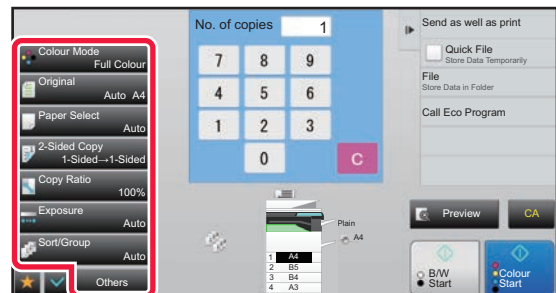 Colour Mode
Full Colour
Original
Auto A4
Paper Select
Auto
2-Sided Copy
1-Sided→1-Sided
Copy Ratio
100%
Exposure
Auto
Sort/Group
Auto
Others
No. of copies 1
7 8 9
4 5 6
1 2 3
0 C
Plain
A4
1 A4
2 B5
3 B4
4 A3
Send as well as print
Quick File
Store Data Temporarily
File
Store Data in Folder
Call Eco Program
Preview
CA
B/W
Start
Colour
Start